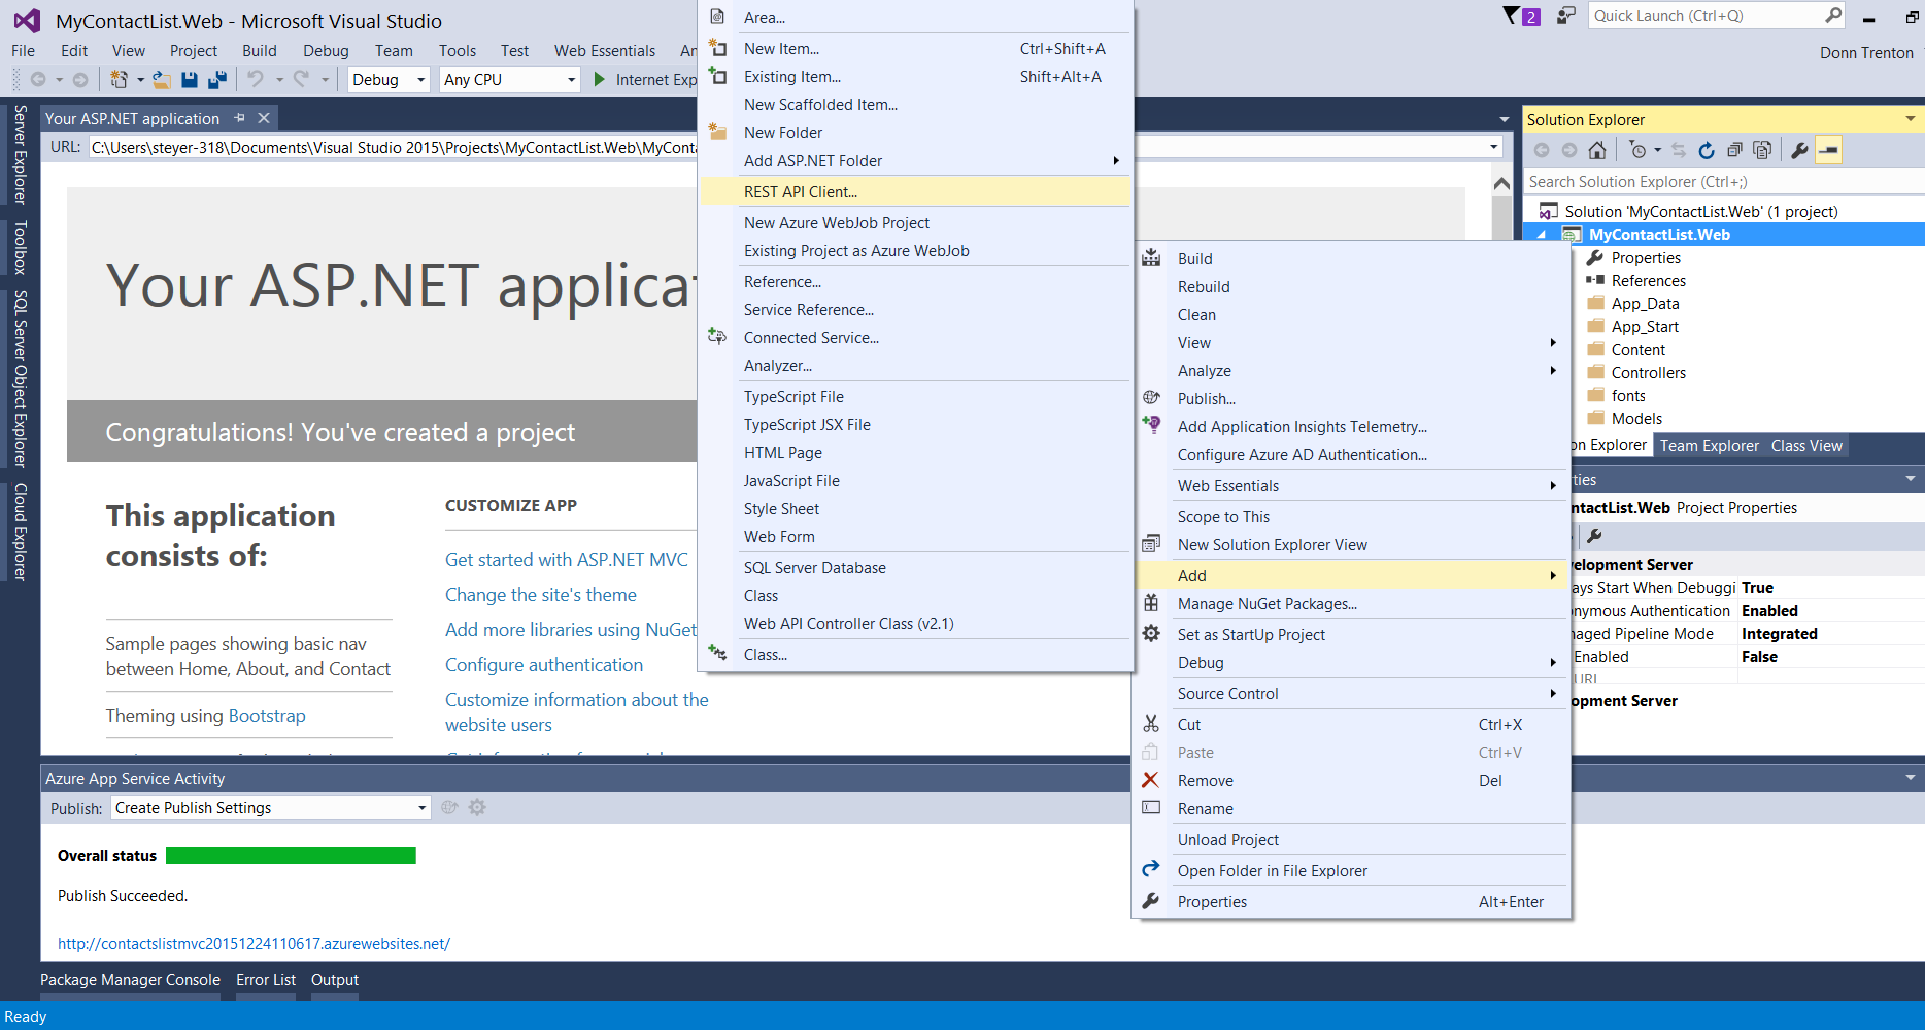 MyContactList.Web - Microsoft Visual Studio
2
Quick Launch (Ctrl+Q)
File Edit View Project Build Debug Team Tools Test Web Essentials An
Donn Trenton
Debug Any CPU Internet Exp
Area...
New Item... Ctrl+Shift+A
Existing Item... Shift+Alt+A
New Scaffolded Item...
New Folder
Add ASP.NET Folder
REST API Client...
New Azure WebJob Project
Existing Project as Azure WebJob
Reference...
Service Reference...
Connected Service...
Analyzer...
TypeScript File
TypeScript JSX File
HTML Page
JavaScript File
Style Sheet
Web Form
SQL Server Database
Class
Web API Controller Class (v2.1)
Class...
Server Explorer
Toolbox
SQL Server Object Explorer
Cloud Explorer
Your ASP.NET application
URL: C:\Users\steyer-318\Documents\Visual Studio 2015\Projects\MyContactList.Web\MyConta
Your ASP.NET applicat
Congratulations! You've created a project
This application
consists of:
Sample pages showing basic nav
between Home, About, and Contact
Theming using Bootstrap
CUSTOMIZE APP
Get started with ASP.NET MVC
Change the site's theme
Add more libraries using NuGet
Configure authentication
Customize information about the
website users
Build
Rebuild
Clean
View
Analyze
Publish...
Add Application Insights Telemetry...
Configure Azure AD Authentication...
Web Essentials
Scope to This
New Solution Explorer View
Add
Manage NuGet Packages...
Set as StartUp Project
Debug
Source Control
Cut Ctrl+X
Paste Ctrl+V
Remove Del
Rename
Unload Project
Open Folder in File Explorer
Properties Alt+Enter
Solution Explorer
Search Solution Explorer (Ctrl+;)
Solution 'MyContactList.Web' (1 project)
MyContactList.Web
Properties
References
App_Data
App_Start
Content
Controllers
fonts
Models
on Explorer Team Explorer Class View
ties
ntactList.Web Project Properties
velopment Server
ays Start When Debuggi True
nymous Authentication Enabled
naged Pipeline Mode Integrated
Enabled False
URL
opment Server
Azure App Service Activity
Publish: Create Publish Settings
Overall status
Publish Succeeded.
http://contactslistmvc20151224110617.azurewebsites.net/
Package Manager Console Error List Output
Ready